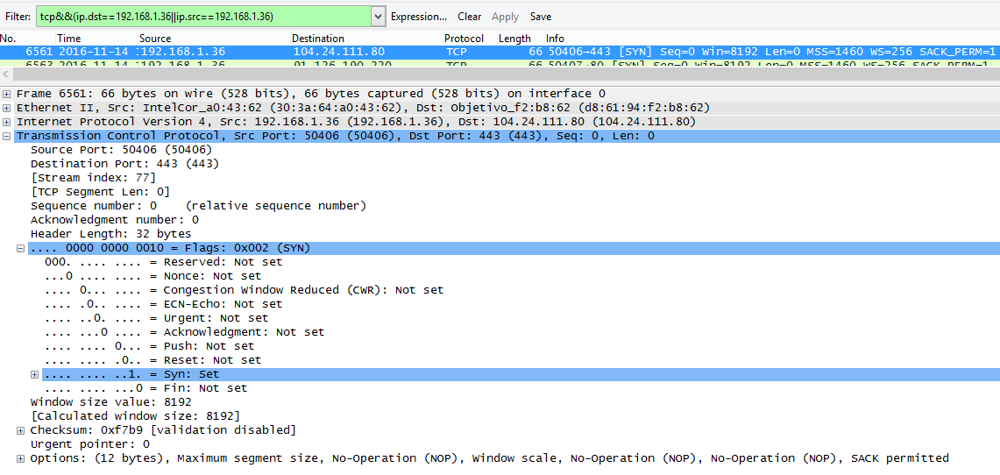 Filter: tcp&&(ip.dst==192.168.1.36||ip.src==192.168.1.36) Expression... Clear Apply Save
No. Time Source Destination Protocol Length Info
6561 2016-11-14 :192.168.1.36 104.24.111.80 TCP 66 50406→443 [SYN] Seq=0 Win=8192 Len=0 MSS=1460 WS=256 SACK_PERM=1
6563 2016-11-14 :192.168.1.36 91.126.190.220 TCP 66 50407→80 [SYN] Seq=0 Win=8192 Len=0 MSS=1460 WS=256 SACK_PERM=1
Frame 6561: 66 bytes on wire (528 bits), 66 bytes captured (528 bits) on interface 0
Ethernet II, Src: IntelCor_a0:43:62 (30:3a:64:a0:43:62), Dst: Objetivo_f2:b8:62 (d8:61:94:f2:b8:62)
Internet Protocol Version 4, Src: 192.168.1.36 (192.168.1.36), Dst: 104.24.111.80 (104.24.111.80)
Transmission Control Protocol, Src Port: 50406 (50406), Dst Port: 443 (443), Seq: 0, Len: 0
Source Port: 50406 (50406)
Destination Port: 443 (443)
[Stream index: 77]
[TCP Segment Len: 0]
Sequence number: 0 (relative sequence number)
Acknowledgment number: 0
Header Length: 32 bytes
.... 0000 0000 0010 = Flags: 0x002 (SYN)
000. .... .... = Reserved: Not set
...0 .... .... = Nonce: Not set
.... 0... .... = Congestion Window Reduced (CWR): Not set
.... .0.. .... = ECN-Echo: Not set
.... ..0. .... = Urgent: Not set
.... ...0 .... = Acknowledgment: Not set
.... .... 0... = Push: Not set
.... .... .0.. = Reset: Not set
.... .... ..1. = Syn: Set
.... .... ...0 = Fin: Not set
Window size value: 8192
[Calculated window size: 8192]
Checksum: 0xf7b9 [validation disabled]
Urgent pointer: 0
Options: (12 bytes), Maximum segment size, No-Operation (NOP), Window scale, No-Operation (NOP), No-Operation (NOP), SACK permitted